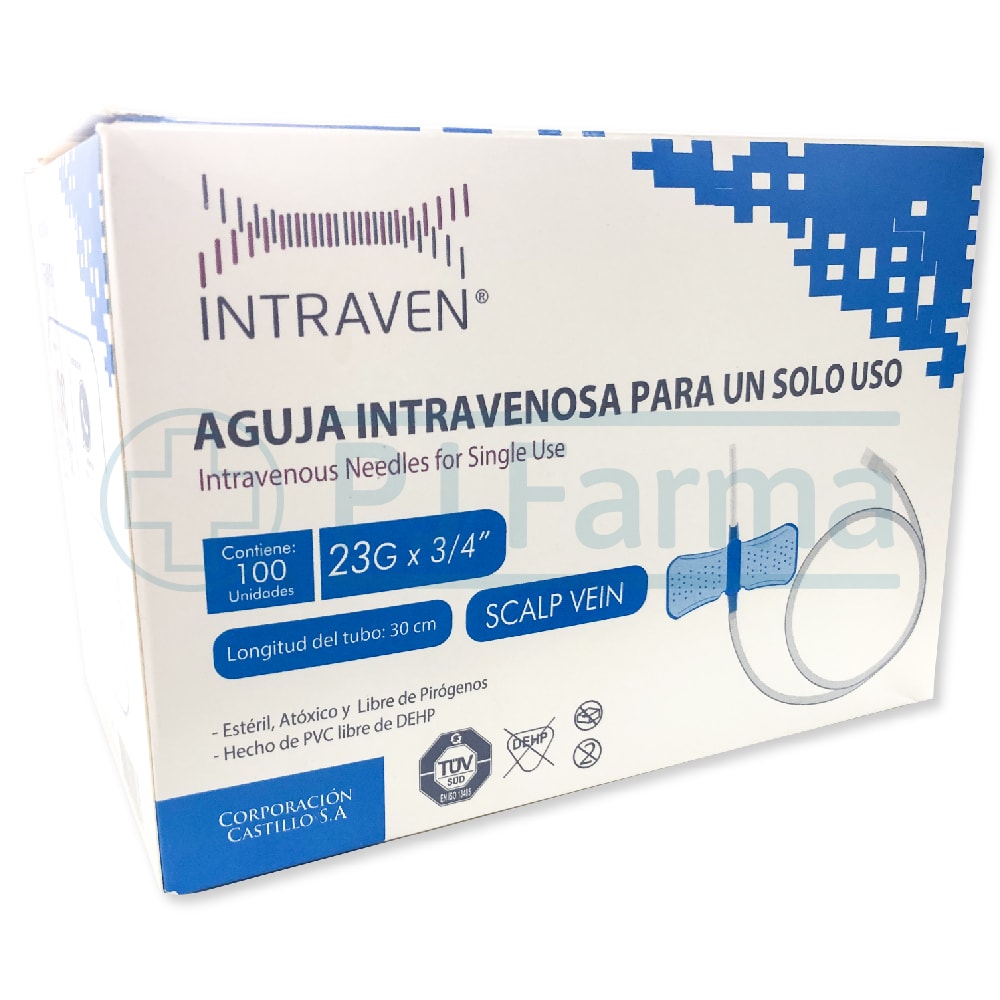 INTRAVEN®
AGUJA INTRAVENOSA PARA UN SOLO USO
Intravenous Needles for Single Use
PLFarma
Contiene:
100
Unidades
23G x 3/4"
Longitud del tubo: 30 cm
SCALP VEIN
- Estéril, Atóxico y Libre de Pirógenos
- Hecho de PVC libre de DEHP
TÜV
SÜD
EN ISO 13485
DEHP
2
CORPORACIÓN
CASTILLO S.A